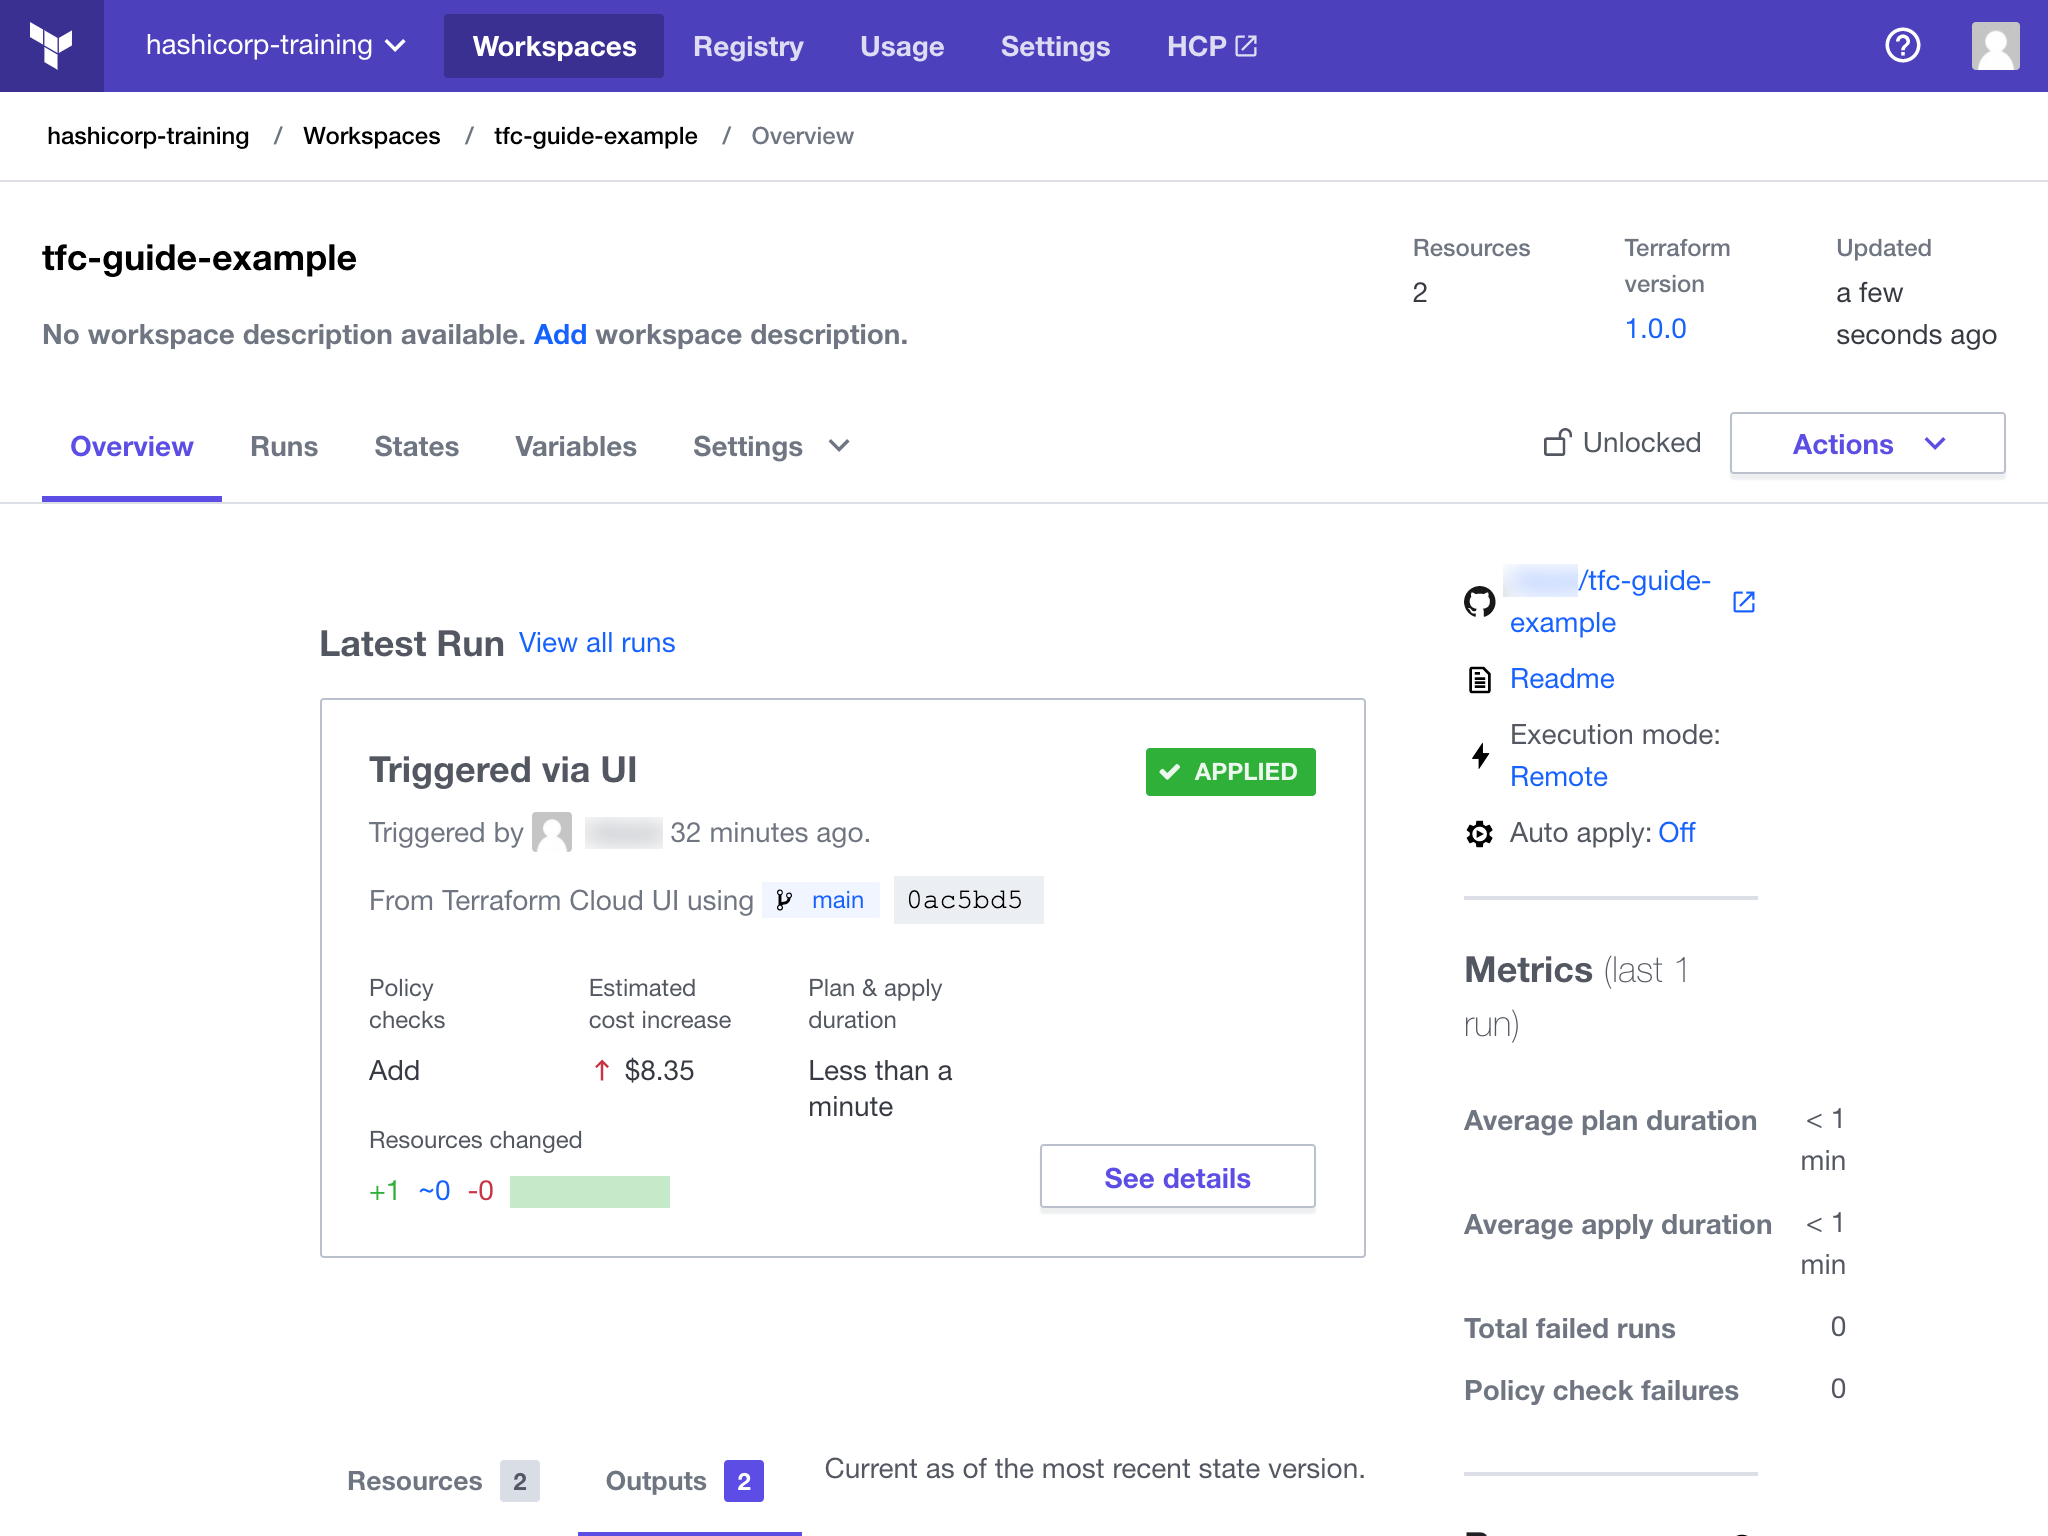 hashicorp-training
Workspaces
Registry
Usage
Settings
HCP
hashicorp-training / Workspaces / tfc-guide-example / Overview
tfc-guide-example
No workspace description available. Add workspace description.
Resources
2
Terraform
version
1.0.0
Updated
a few
seconds ago
Overview
Runs
States
Variables
Settings
Unlocked
Actions
Latest Run View all runs
Triggered via UI
APPLIED
Triggered by 32 minutes ago.
From Terraform Cloud UI using main 0ac5bd5
Policy
checks
Add
Estimated
cost increase
↑ $8.35
Plan & apply
duration
Less than a
minute
Resources changed
+1 ~0 -0
See details
Resources 2
Outputs 2
Current as of the most recent state version.
/tfc-guide-
example
Readme
Execution mode:
Remote
Auto apply: Off
Metrics (last 1
run)
Average plan duration < 1
min
Average apply duration < 1
min
Total failed runs 0
Policy check failures 0